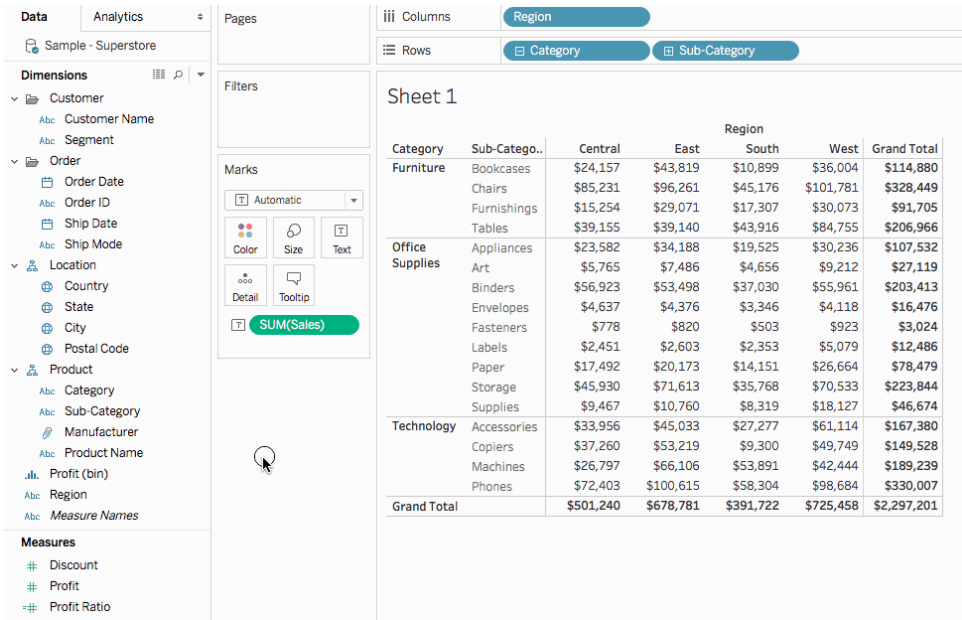 Data
Analytics
Sample - Superstore
Dimensions
Customer
Abc Customer Name
Abc Segment
Order
Order Date
Abc Order ID
Ship Date
Abc Ship Mode
Location
Country
State
City
Postal Code
Product
Abc Category
Abc Sub-Category
Manufacturer
Abc Product Name
Profit (bin)
Abc Region
Abc Measure Names
Measures
# Discount
# Profit
=# Profit Ratio
Pages
Filters
Marks
T Automatic
Color Size T Text
Detail Tooltip
T SUM(Sales)
iii Columns Region
Rows Category Sub-Category
Sheet 1
Region
Category Sub-Catego.. Central East South West Grand Total
Furniture Bookcases $24,157 $43,819 $10,899 $36,004 $114,880
Chairs $85,231 $96,261 $45,176 $101,781 $328,449
Furnishings $15,254 $29,071 $17,307 $30,073 $91,705
Tables $39,155 $39,140 $43,916 $84,755 $206,966
Office Appliances $23,582 $34,188 $19,525 $30,236 $107,532
Supplies Art $5,765 $7,486 $4,656 $9,212 $27,119
Binders $56,923 $53,498 $37,030 $55,961 $203,413
Envelopes $4,637 $4,376 $3,346 $4,118 $16,476
Fasteners $778 $820 $503 $923 $3,024
Labels $2,451 $2,603 $2,353 $5,079 $12,486
Paper $17,492 $20,173 $14,151 $26,664 $78,479
Storage $45,930 $71,613 $35,768 $70,533 $223,844
Supplies $9,467 $10,760 $8,319 $18,127 $46,674
Technology Accessories $33,956 $45,033 $27,277 $61,114 $167,380
Copiers $37,260 $53,219 $9,300 $49,749 $149,528
Machines $26,797 $66,106 $53,891 $42,444 $189,239
Phones $72,403 $100,615 $58,304 $98,684 $330,007
Grand Total $501,240 $678,781 $391,722 $725,458 $2,297,201